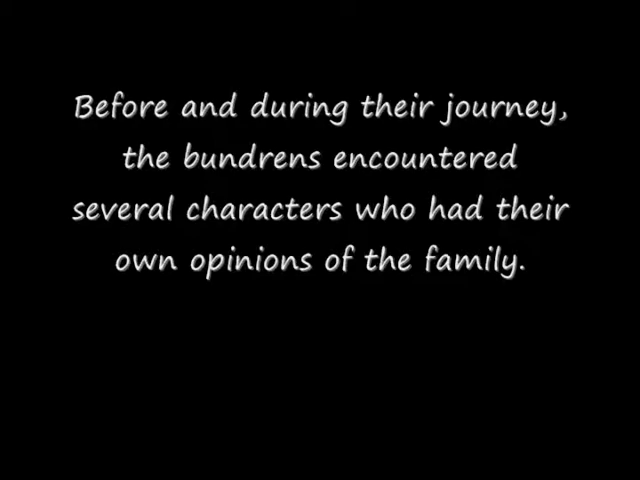 Before and during their journey,
the bundrens encountered
several characters who had their
own opinions of the family.